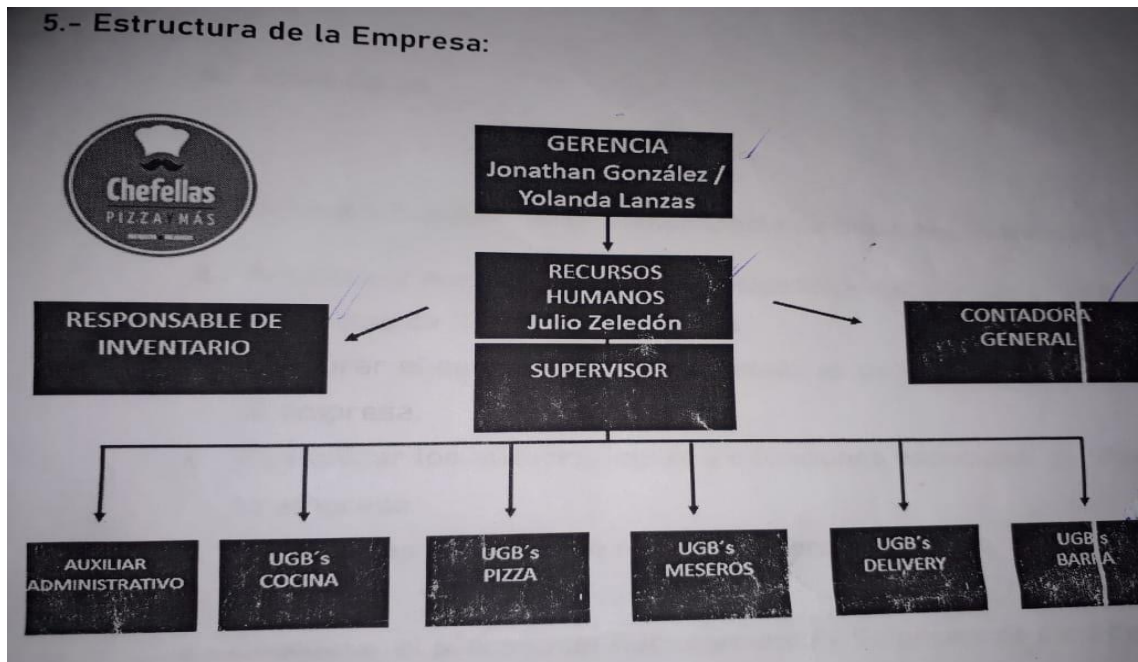 5.- Estructura de la Empresa:
Chefellas
PIZZA Y MÁS
GERENCIA
Jonathan González /
Yolanda Lanzas
RECURSOS
HUMANOS
Julio Zeledón
RESPONSABLE DE
INVENTARIO
CONTADORA
GENERAL
SUPERVISOR
AUXILIAR
ADMINISTRATIVO
UGB´s
COCINA
UGB´s
PIZZA
UGB´s
MESEROS
UGB´s
DELIVERY
UGB´s
BARRA
empresa.